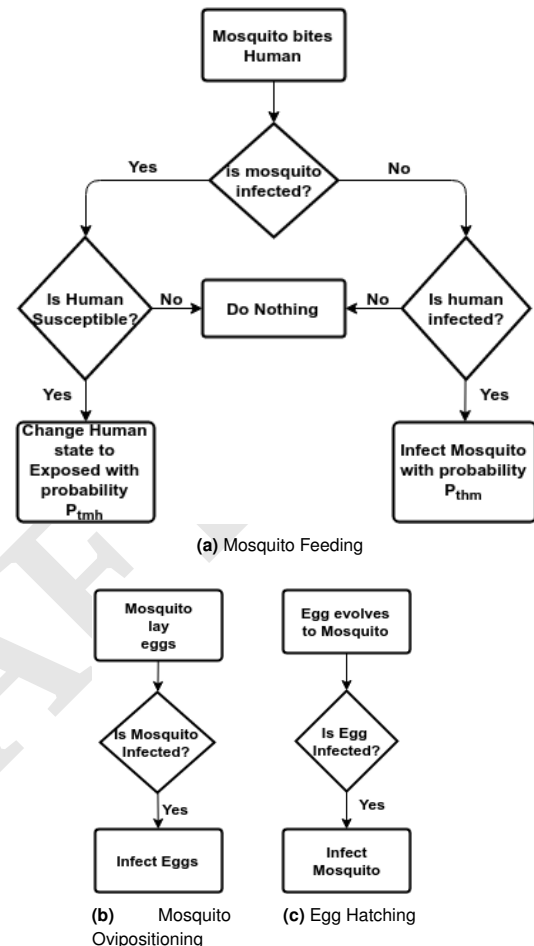 Mosquito bites
Human
Is mosquito
infected?
Yes
No
Is Human
Susceptible?
No
Do Nothing
No
Is human
infected?
Yes
Yes
Change Human
state to
Exposed with
probability
Ptmh
Infect Mosquito
with probability
Pthm
(a) Mosquito Feeding
Mosquito
lay
eggs
Is Mosquito
Infected?
Yes
Infect Eggs
(b) Mosquito
Ovipositioning
Egg evolves
to Mosquito
Is Egg
Infected?
Yes
Infect
Mosquito
(c) Egg Hatching